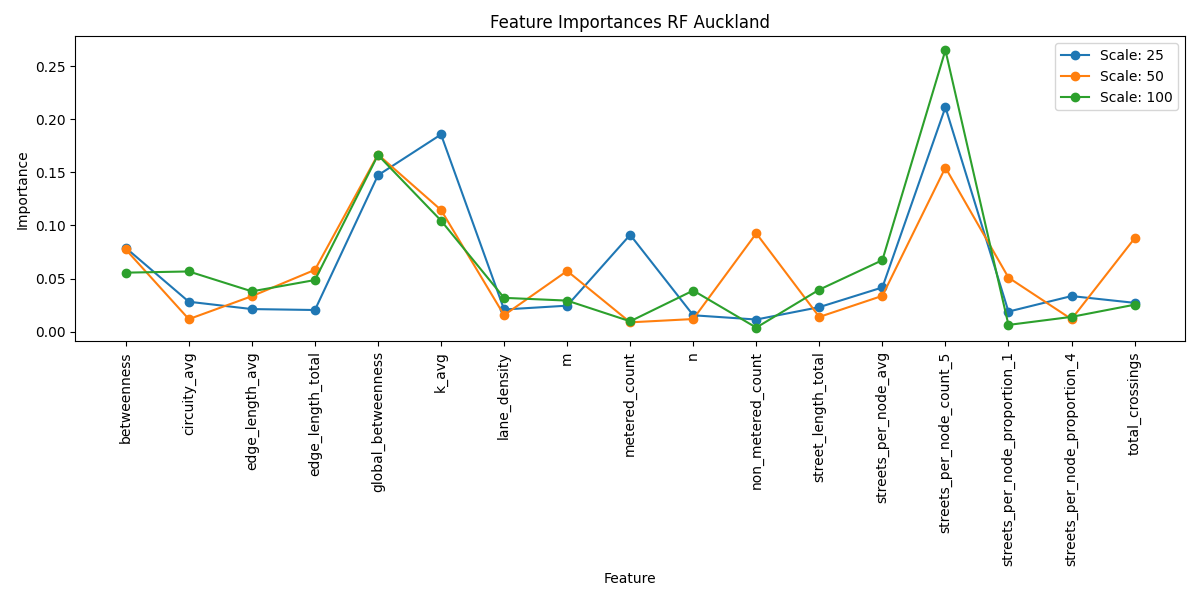 Feature Importances RF Auckland
Importance
0.25
0.20
0.15
0.10
0.05
0.00
Scale: 25
Scale: 50
Scale: 100
betweenness
circuity_avg
edge_length_avg
edge_length_total
global_betweenness
k_avg
lane_density
m
metered_count
n
non_metered_count
street_length_total
streets_per_node_avg
streets_per_node_count_5
streets_per_node_proportion_1
streets_per_node_proportion_4
total_crossings
Feature